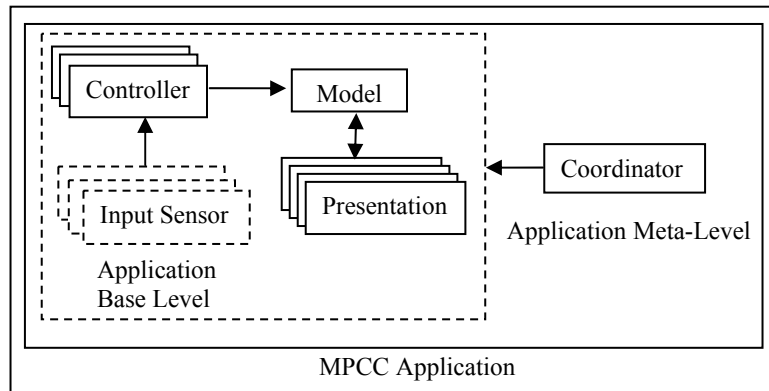 Controller
Model
Input Sensor
Presentation
Coordinator
Application
Base Level
Application Meta-Level
MPCC Application